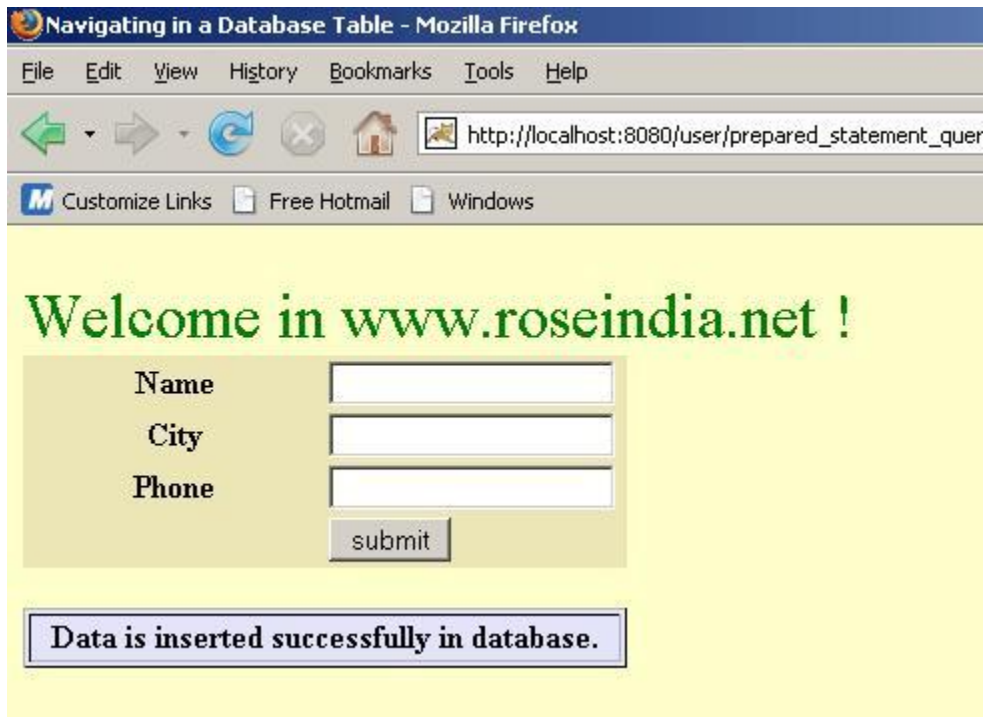 Navigating in a Database Table - Mozilla Firefox
File Edit View History Bookmarks Tools Help
http://localhost:8080/user/prepared_statement_quer
Customize Links Free Hotmail Windows
Welcome in www.roseindia.net !
Name
City
Phone
submit
Data is inserted successfully in database.